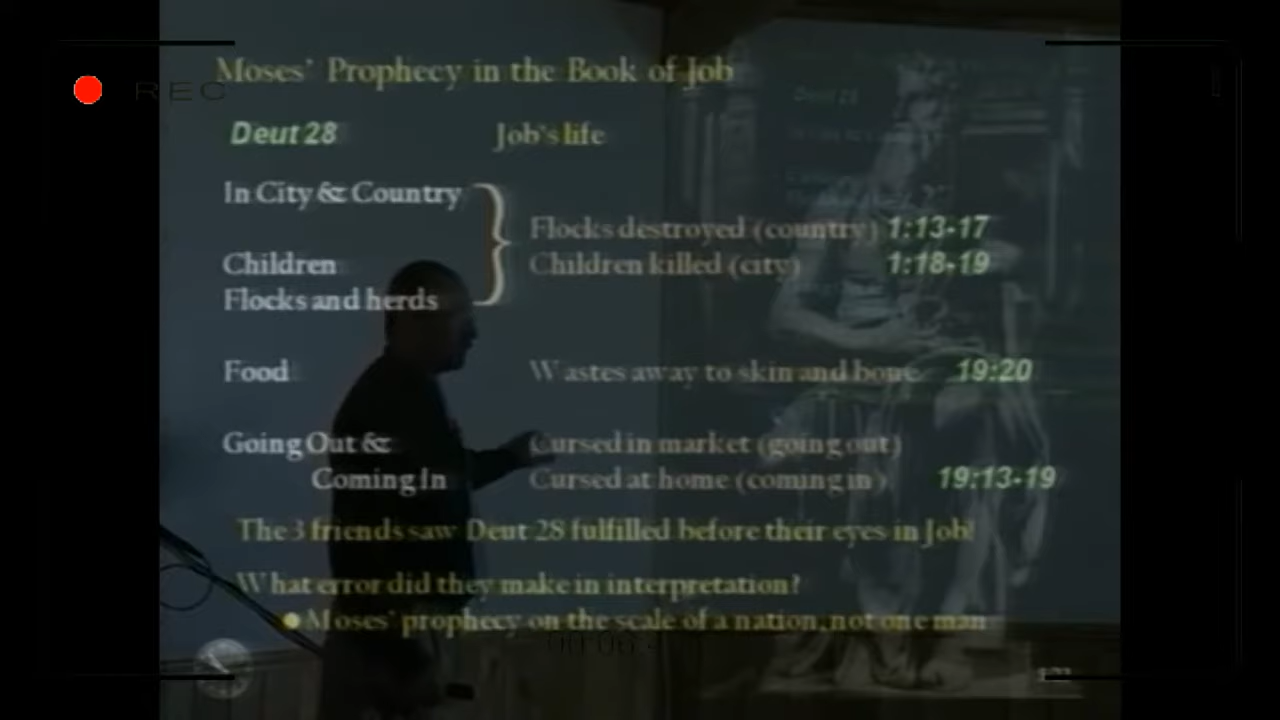 Moses' Prophecy in the Book of Job
REC
Deut 28 Job's life
In City & Country
Flocks destroyed (country) 1:13-17
Children Children killed (city) 1:18-19
Flocks and herds
Food Wastes away to skin and bone 19:20
Going Out & Cursed in market (going out)
Coming In Cursed at home (coming in) 19:13-19
The 3 friends saw Deut 28 fulfilled before their eyes in Job!
What error did they make in interpretation?
Moses' prophecy on the scale of a nation, not one man